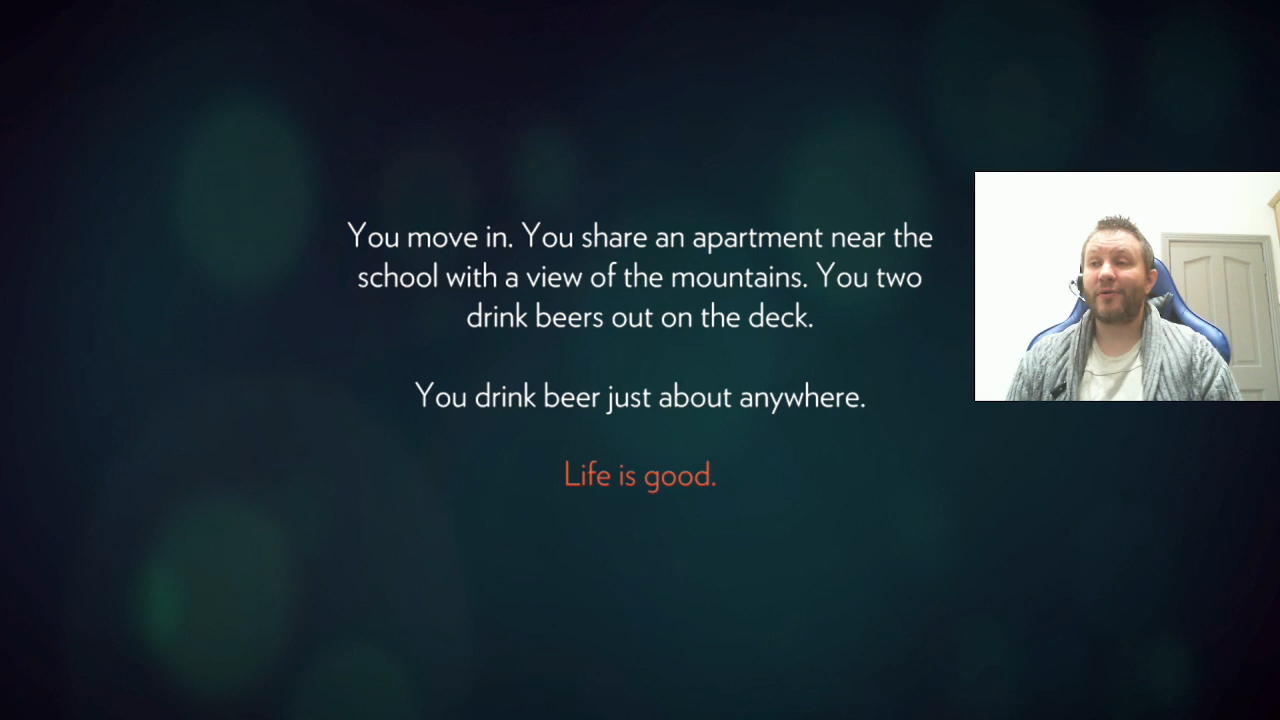 You move in. You share an apartment near the
school with a view of the mountains. You two
drink beers out on the deck.
You drink beer just about anywhere.
Life is good.